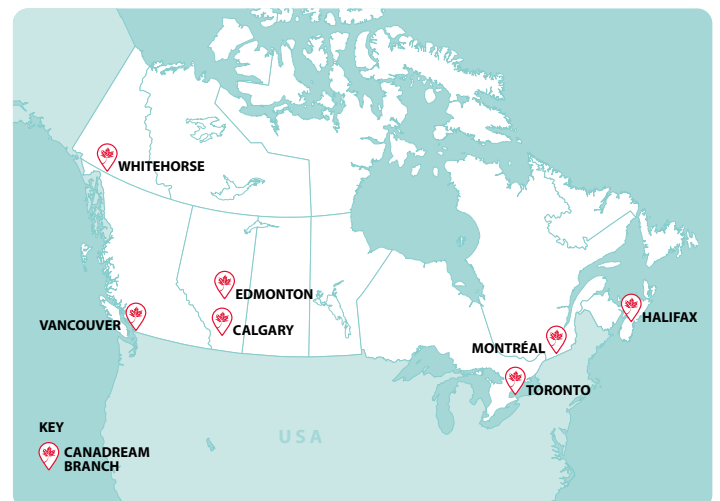 WHITEHORSE
EDMONTON
VANCOUVER
CALGARY
HALIFAX
MONTRÉAL
TORONTO
USA
KEY
CANADREAM
BRANCH